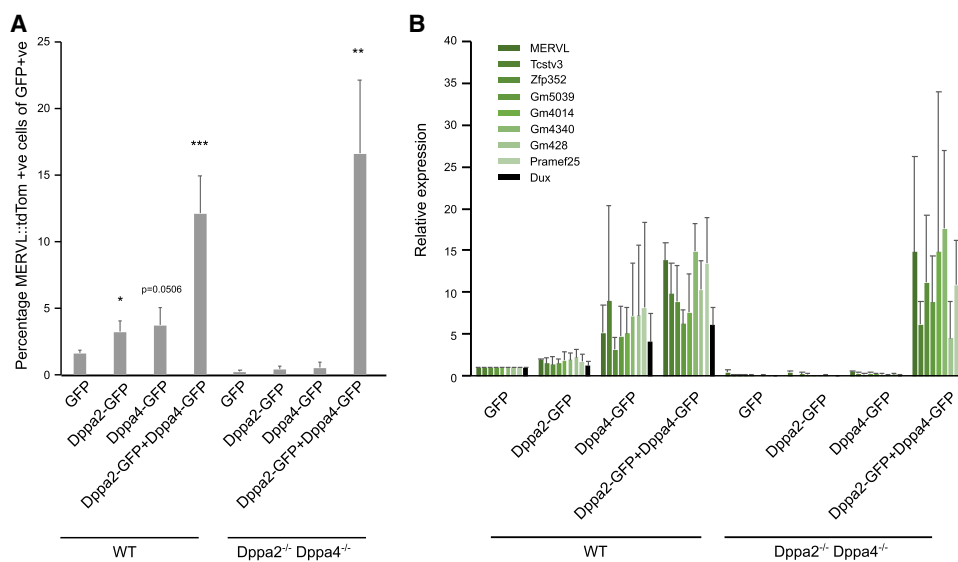 A
Percentage MERVL::tdTom +ve cells of GFP+ve
25
20
15
10
5
0
*
p=0.0506
***
**
GFP
Dppa2-GFP
Dppa4-GFP
Dppa2-GFP+Dppa4-GFP
GFP
Dppa2-GFP
Dppa4-GFP
Dppa2-GFP+Dppa4-GFP
WT
Dppa2-/- Dppa4-/-
B
Relative expression
40
35
30
25
20
15
10
5
0
MERVL
Tcstv3
Zfp352
Gm5039
Gm4014
Gm4340
Gm428
Pramef25
Dux
GFP
Dppa2-GFP
Dppa4-GFP
Dppa2-GFP+Dppa4-GFP
GFP
Dppa2-GFP
Dppa4-GFP
Dppa2-GFP+Dppa4-GFP
WT
Dppa2-/- Dppa4-/-